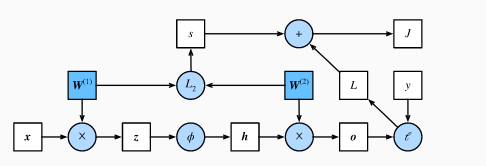 s + J
W(1) L2 W(2) L y
x × z ϕ h × o ℓ